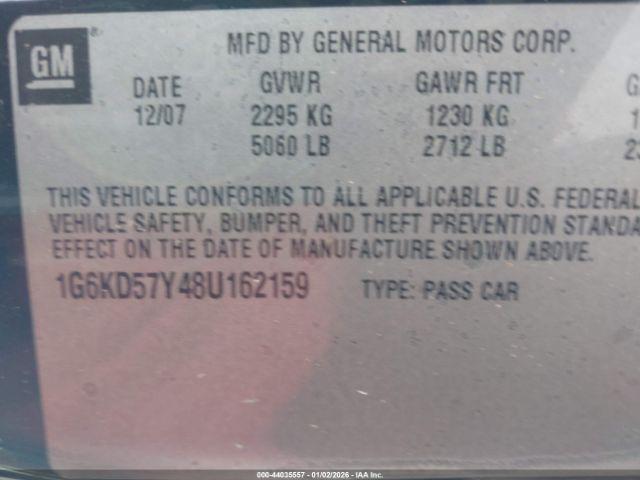 GM®
MFD BY GENERAL MOTORS CORP.
DATE GVWR GAWR FRT G
12/07 2295 KG 1230 KG 1
5060 LB 2712 LB 23
THIS VEHICLE CONFORMS TO ALL APPLICABLE U.S. FEDERAL
VEHICLE SAFETY, BUMPER, AND THEFT PREVENTION STANDA
EFFECT ON THE DATE OF MANUFACTURE SHOWN ABOVE.
1G6KD57Y48U162159 TYPE: PASS CAR
000-44035557 - 01/02/2026 - IAA Inc.